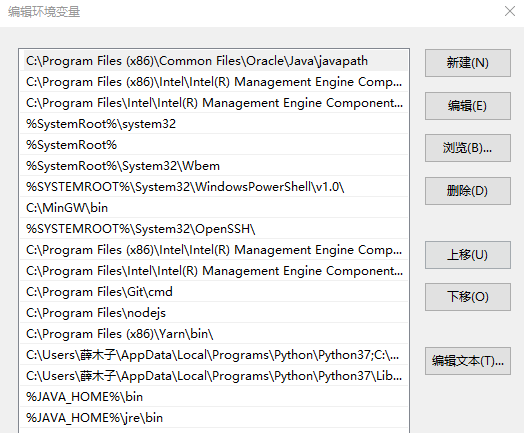 编辑环境变量
C:\Program Files (x86)\Common Files\Oracle\Java\javapath
C:\Program Files (x86)\Intel\Intel(R) Management Engine Comp...
C:\Program Files\Intel\Intel(R) Management Engine Component...
%SystemRoot%\system32
%SystemRoot%
%SystemRoot%\System32\Wbem
%SYSTEMROOT%\System32\WindowsPowerShell\v1.0\
C:\MinGW\bin
%SYSTEMROOT%\System32\OpenSSH\
C:\Program Files (x86)\Intel\Intel(R) Management Engine Comp...
C:\Program Files\Intel\Intel(R) Management Engine Component...
C:\Program Files\Git\cmd
C:\Program Files\nodejs
C:\Program Files (x86)\Yarn\bin\
C:\Users\薛木子\AppData\Local\Programs\Python\Python37;C:\...
C:\Users\薛木子\AppData\Local\Programs\Python\Python37\Lib...
%JAVA_HOME%\bin
%JAVA_HOME%\jre\bin
新建(N)
编辑(E)
浏览(B)...
删除(D)
上移(U)
下移(O)
编辑文本(T)...